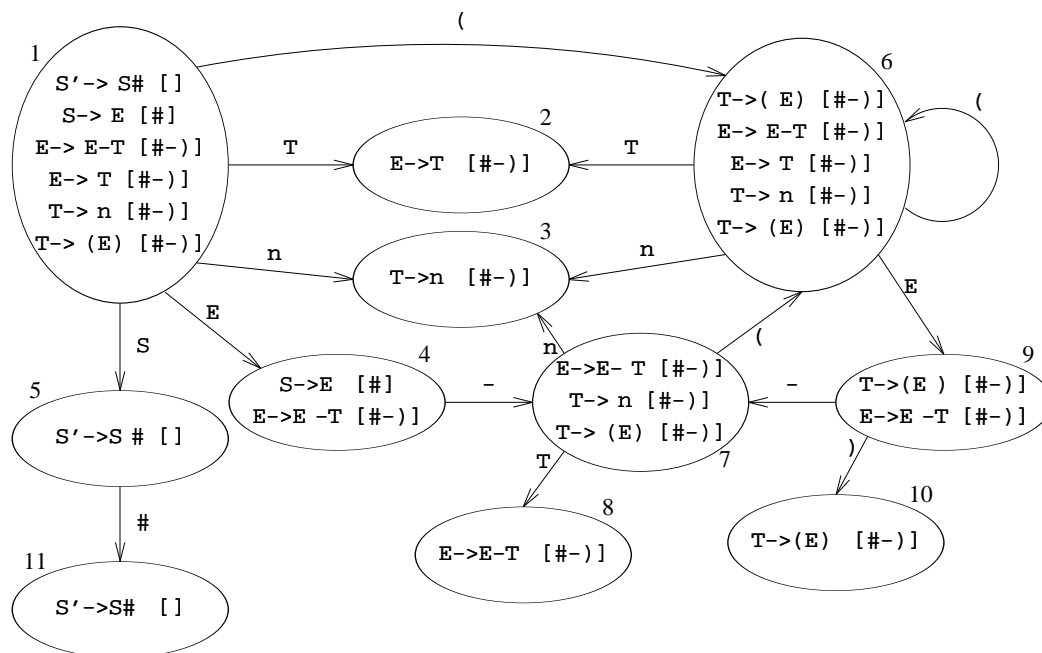 (
1
S'-> S# []
S-> E [#]
E-> E-T [#-)]
E-> T [#-)]
T-> n [#-)]
T-> (E) [#-)]
6
T->( E) [#-)]
E-> E-T [#-)]
E-> T [#-)]
T-> n [#-)]
T-> (E) [#-)]
(
2
T
E->T [#-)]
T
3
n
T->n [#-)]
n
S
E
E
n
(
4
S->E [#]
E->E -T [#-)]
-
E->E- T [#-)]
T-> n [#-)]
T-> (E) [#-)]
7
-
9
T->(E ) [#-)]
E->E -T [#-)]
5
S'->S # []
T
)
#
8
E->E-T [#-)]
10
T->(E) [#-)]
11
S'->S# []